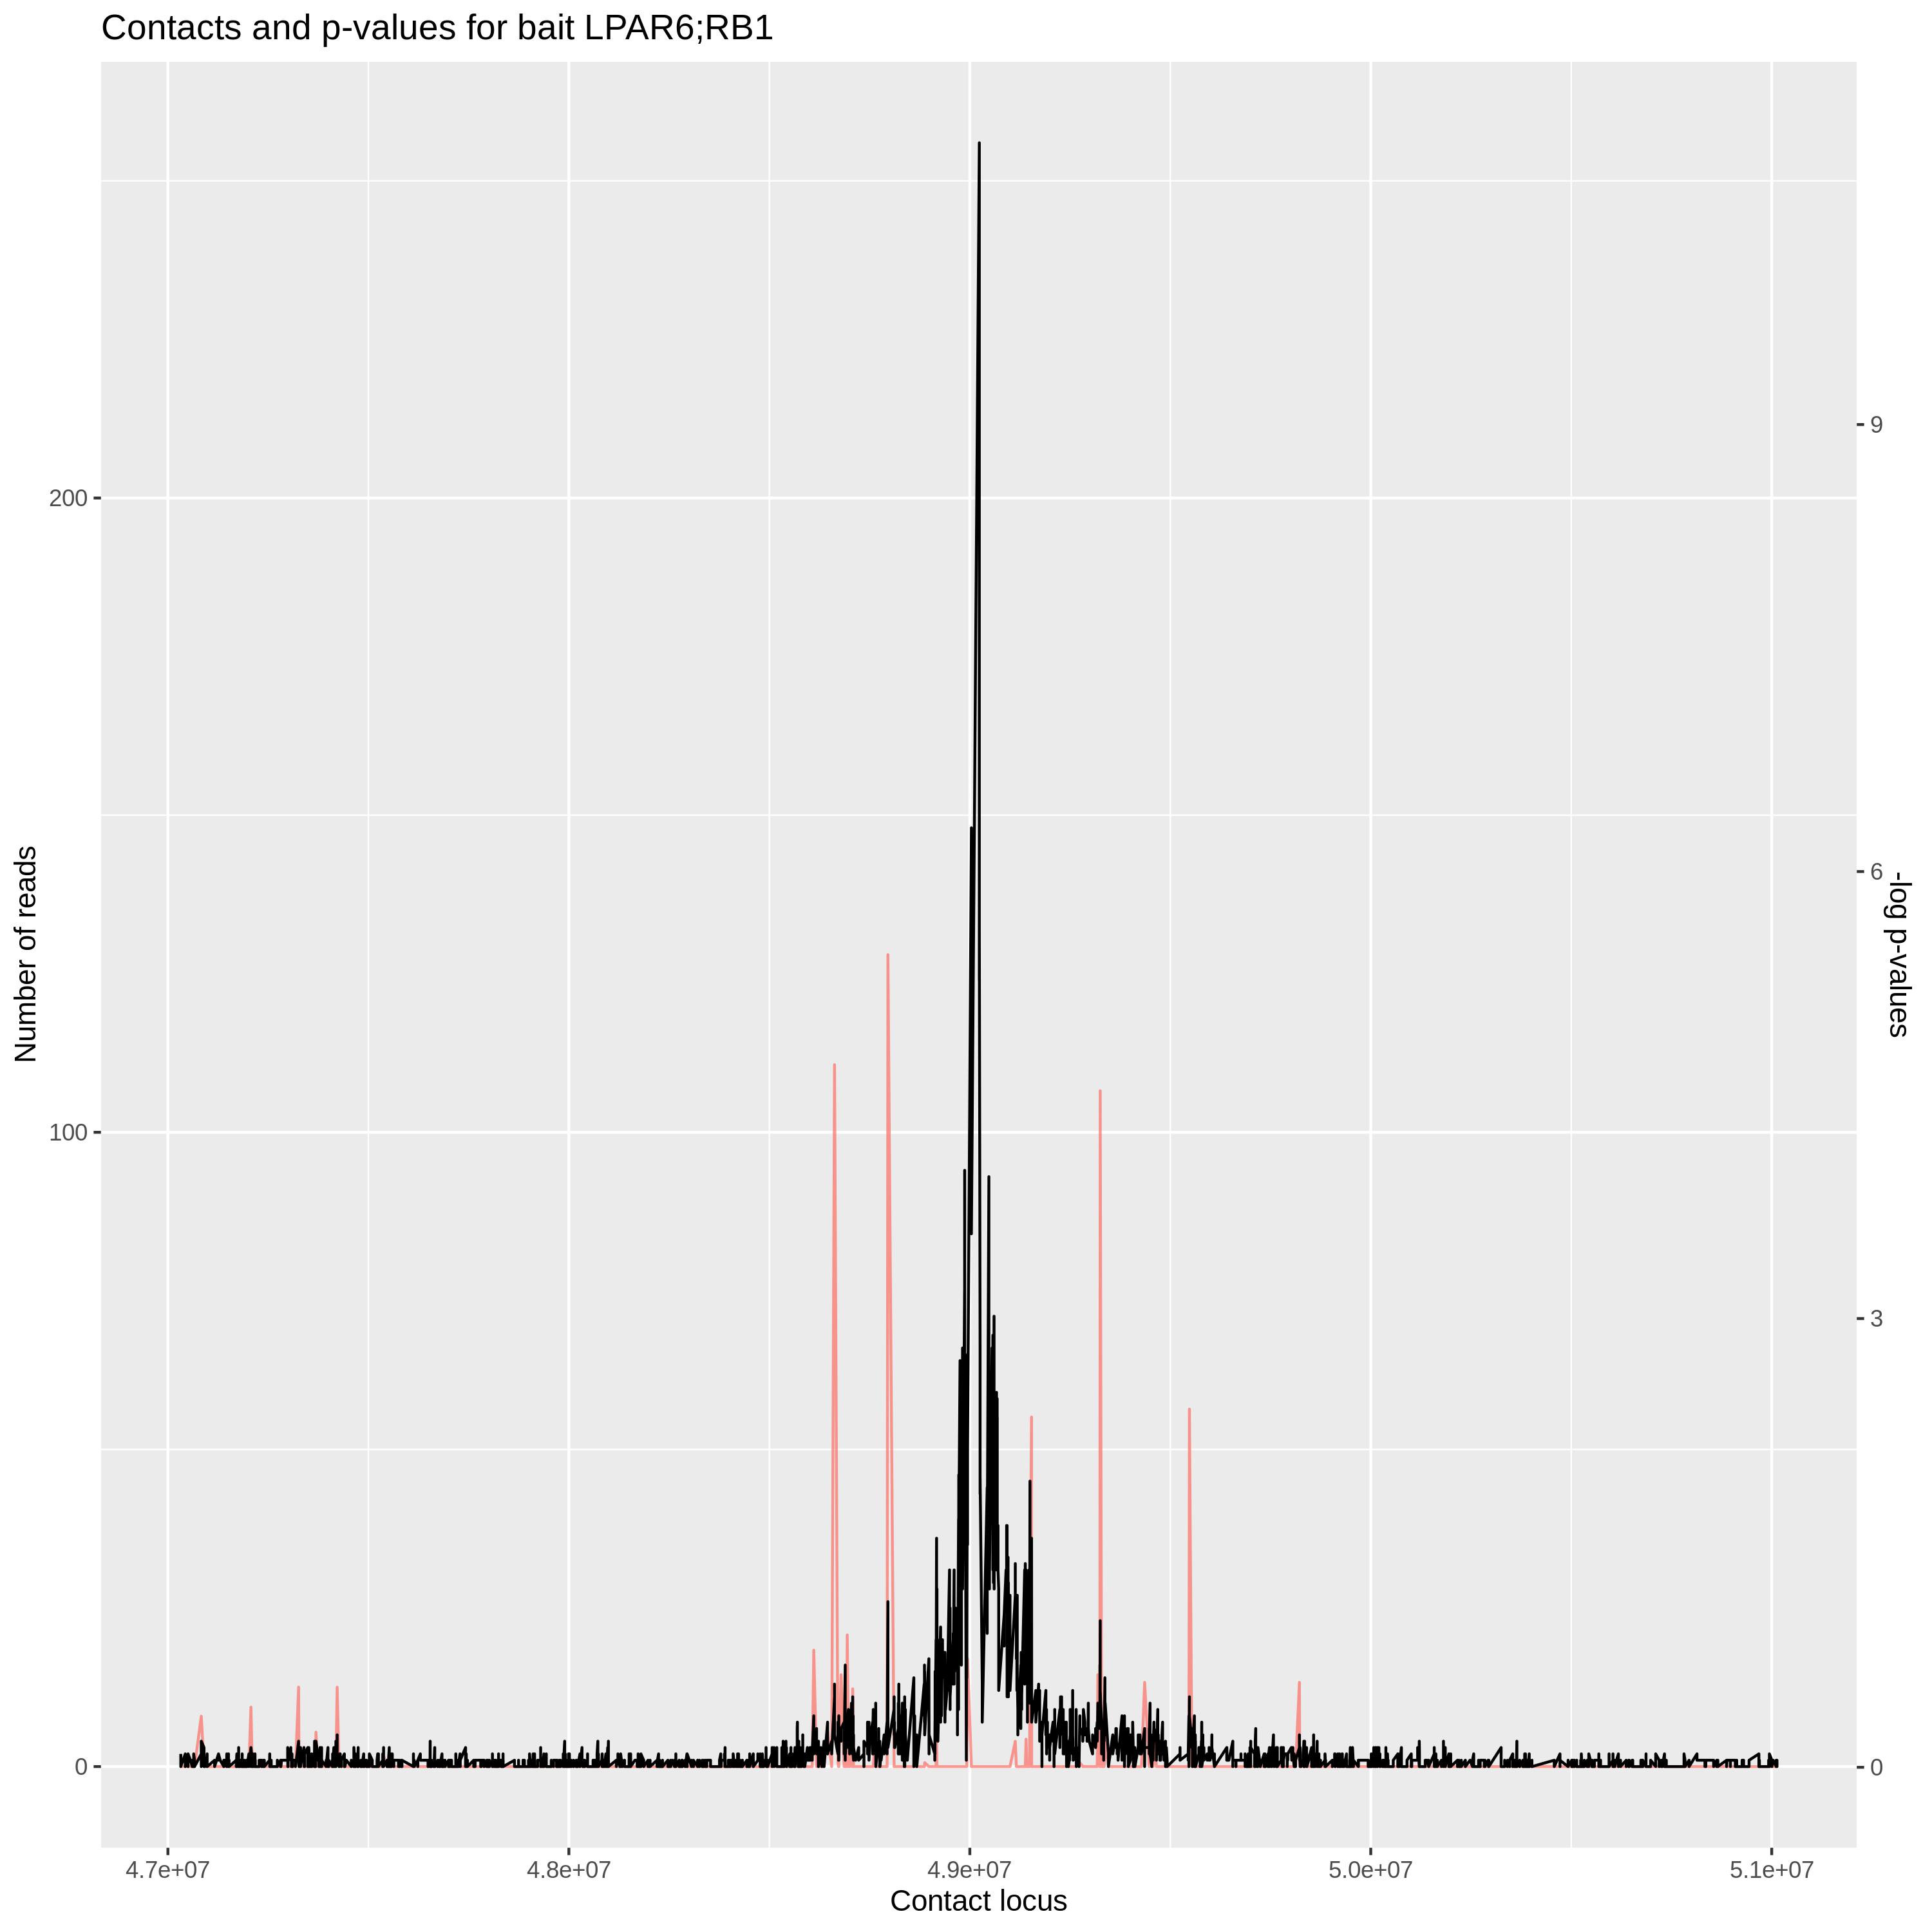 Contacts and p-values for bait LPAR6;RB1
Number of reads
200
100
0
9
6
3
0
-log p-values
4.7e+07
4.8e+07
4.9e+07
5.0e+07
5.1e+07
Contact locus